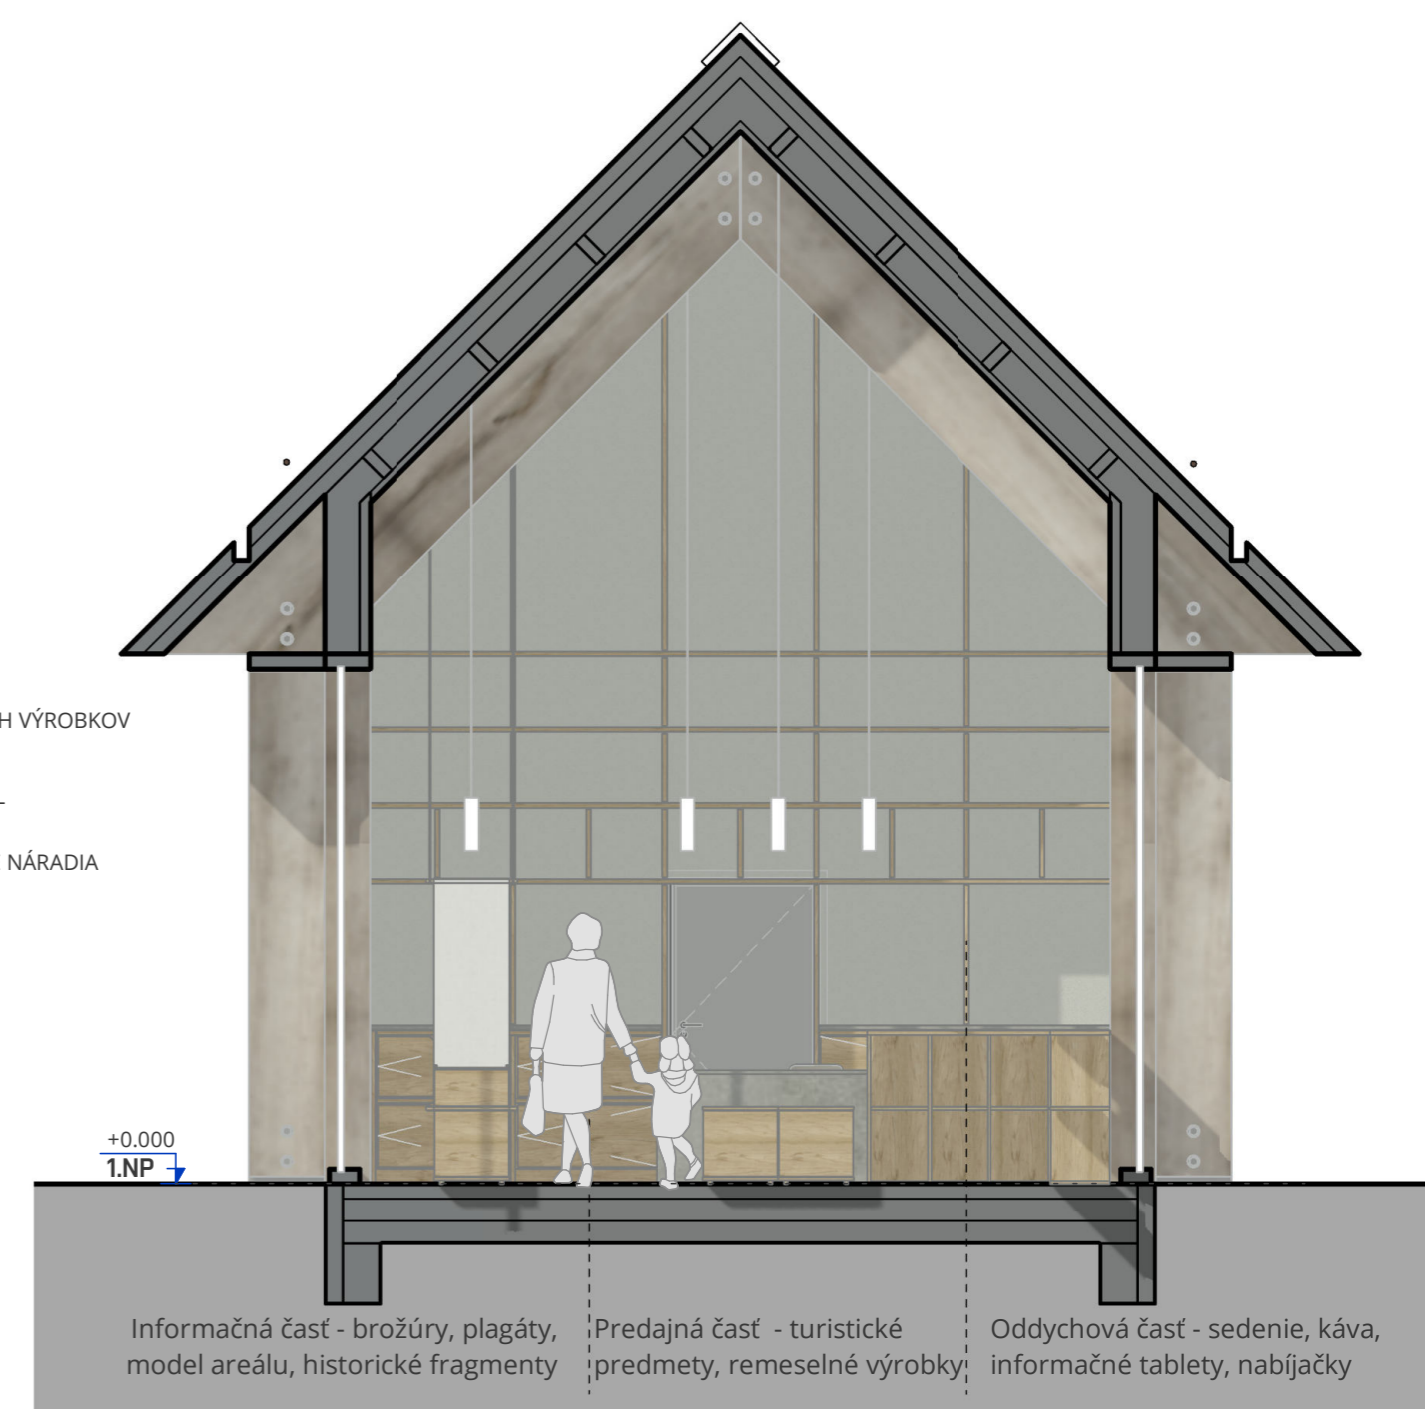 H VÝROBKOV
NÁRADIA
+0.000
1.NP
Informačná časť - brožúry, plagáty,
model areálu, historické fragmenty
Predajná časť - turistické
predmety, remeselné výrobky
Oddychová časť - sedenie, káva,
informačné tablety, nabíjačky